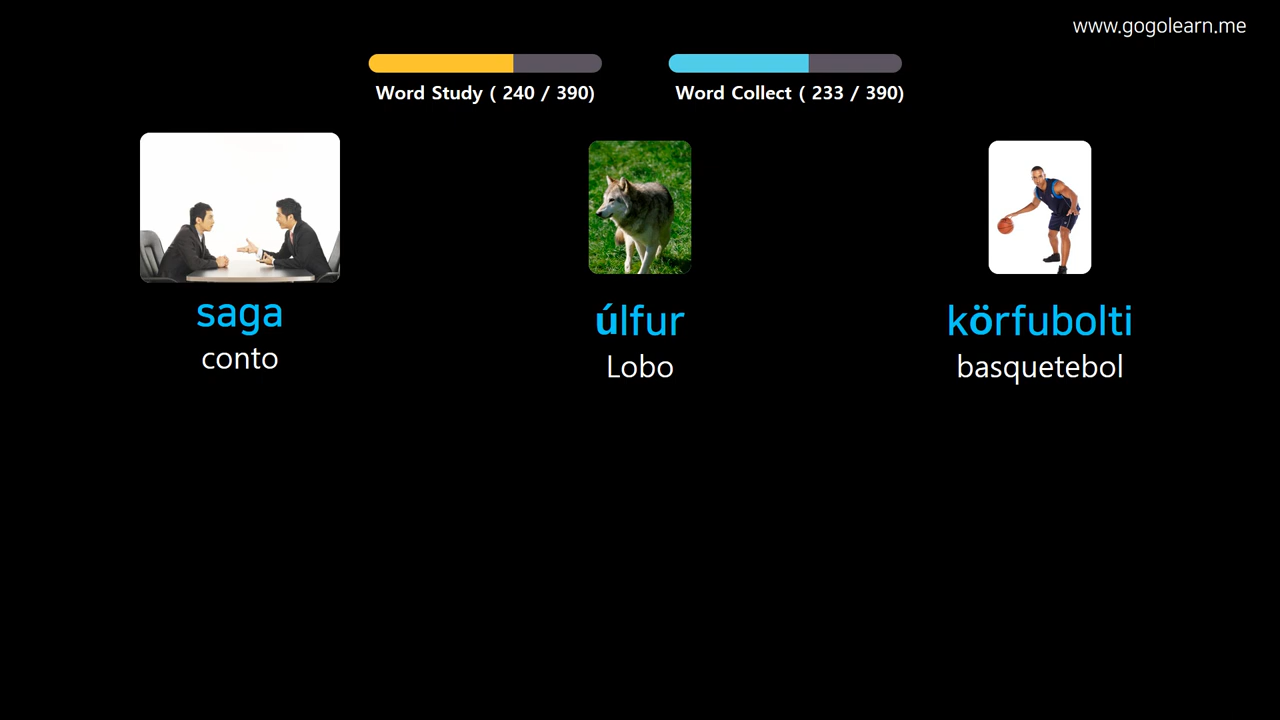 www.gogolearn.me
Word Study ( 240 / 390)
Word Collect ( 233 / 390)
saga
conto
úlfur
Lobo
körfubolti
basquetebol